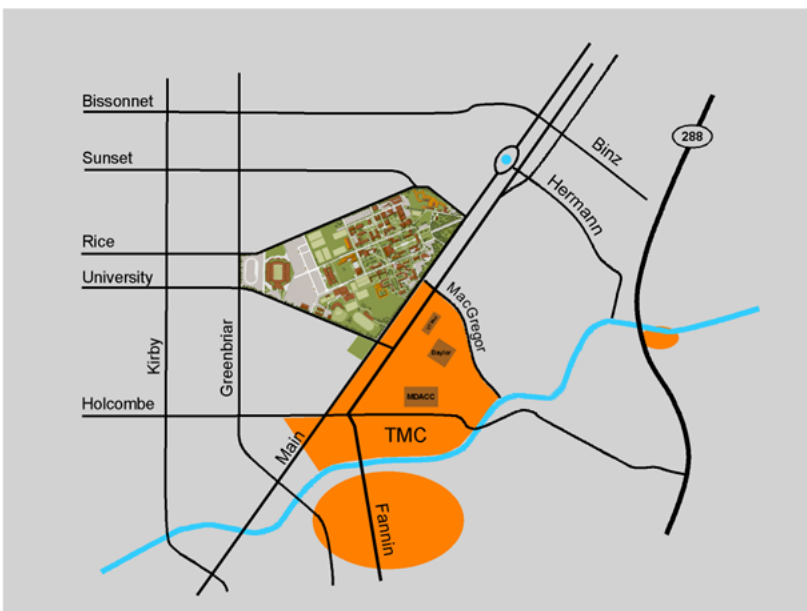 Bissonnet
288
Binz
Sunset
Hermann
Rice
University
MacGregor
Kirby
Greenbriar
Baylor
MDACC
Holcombe
TMC
Main
Fannin